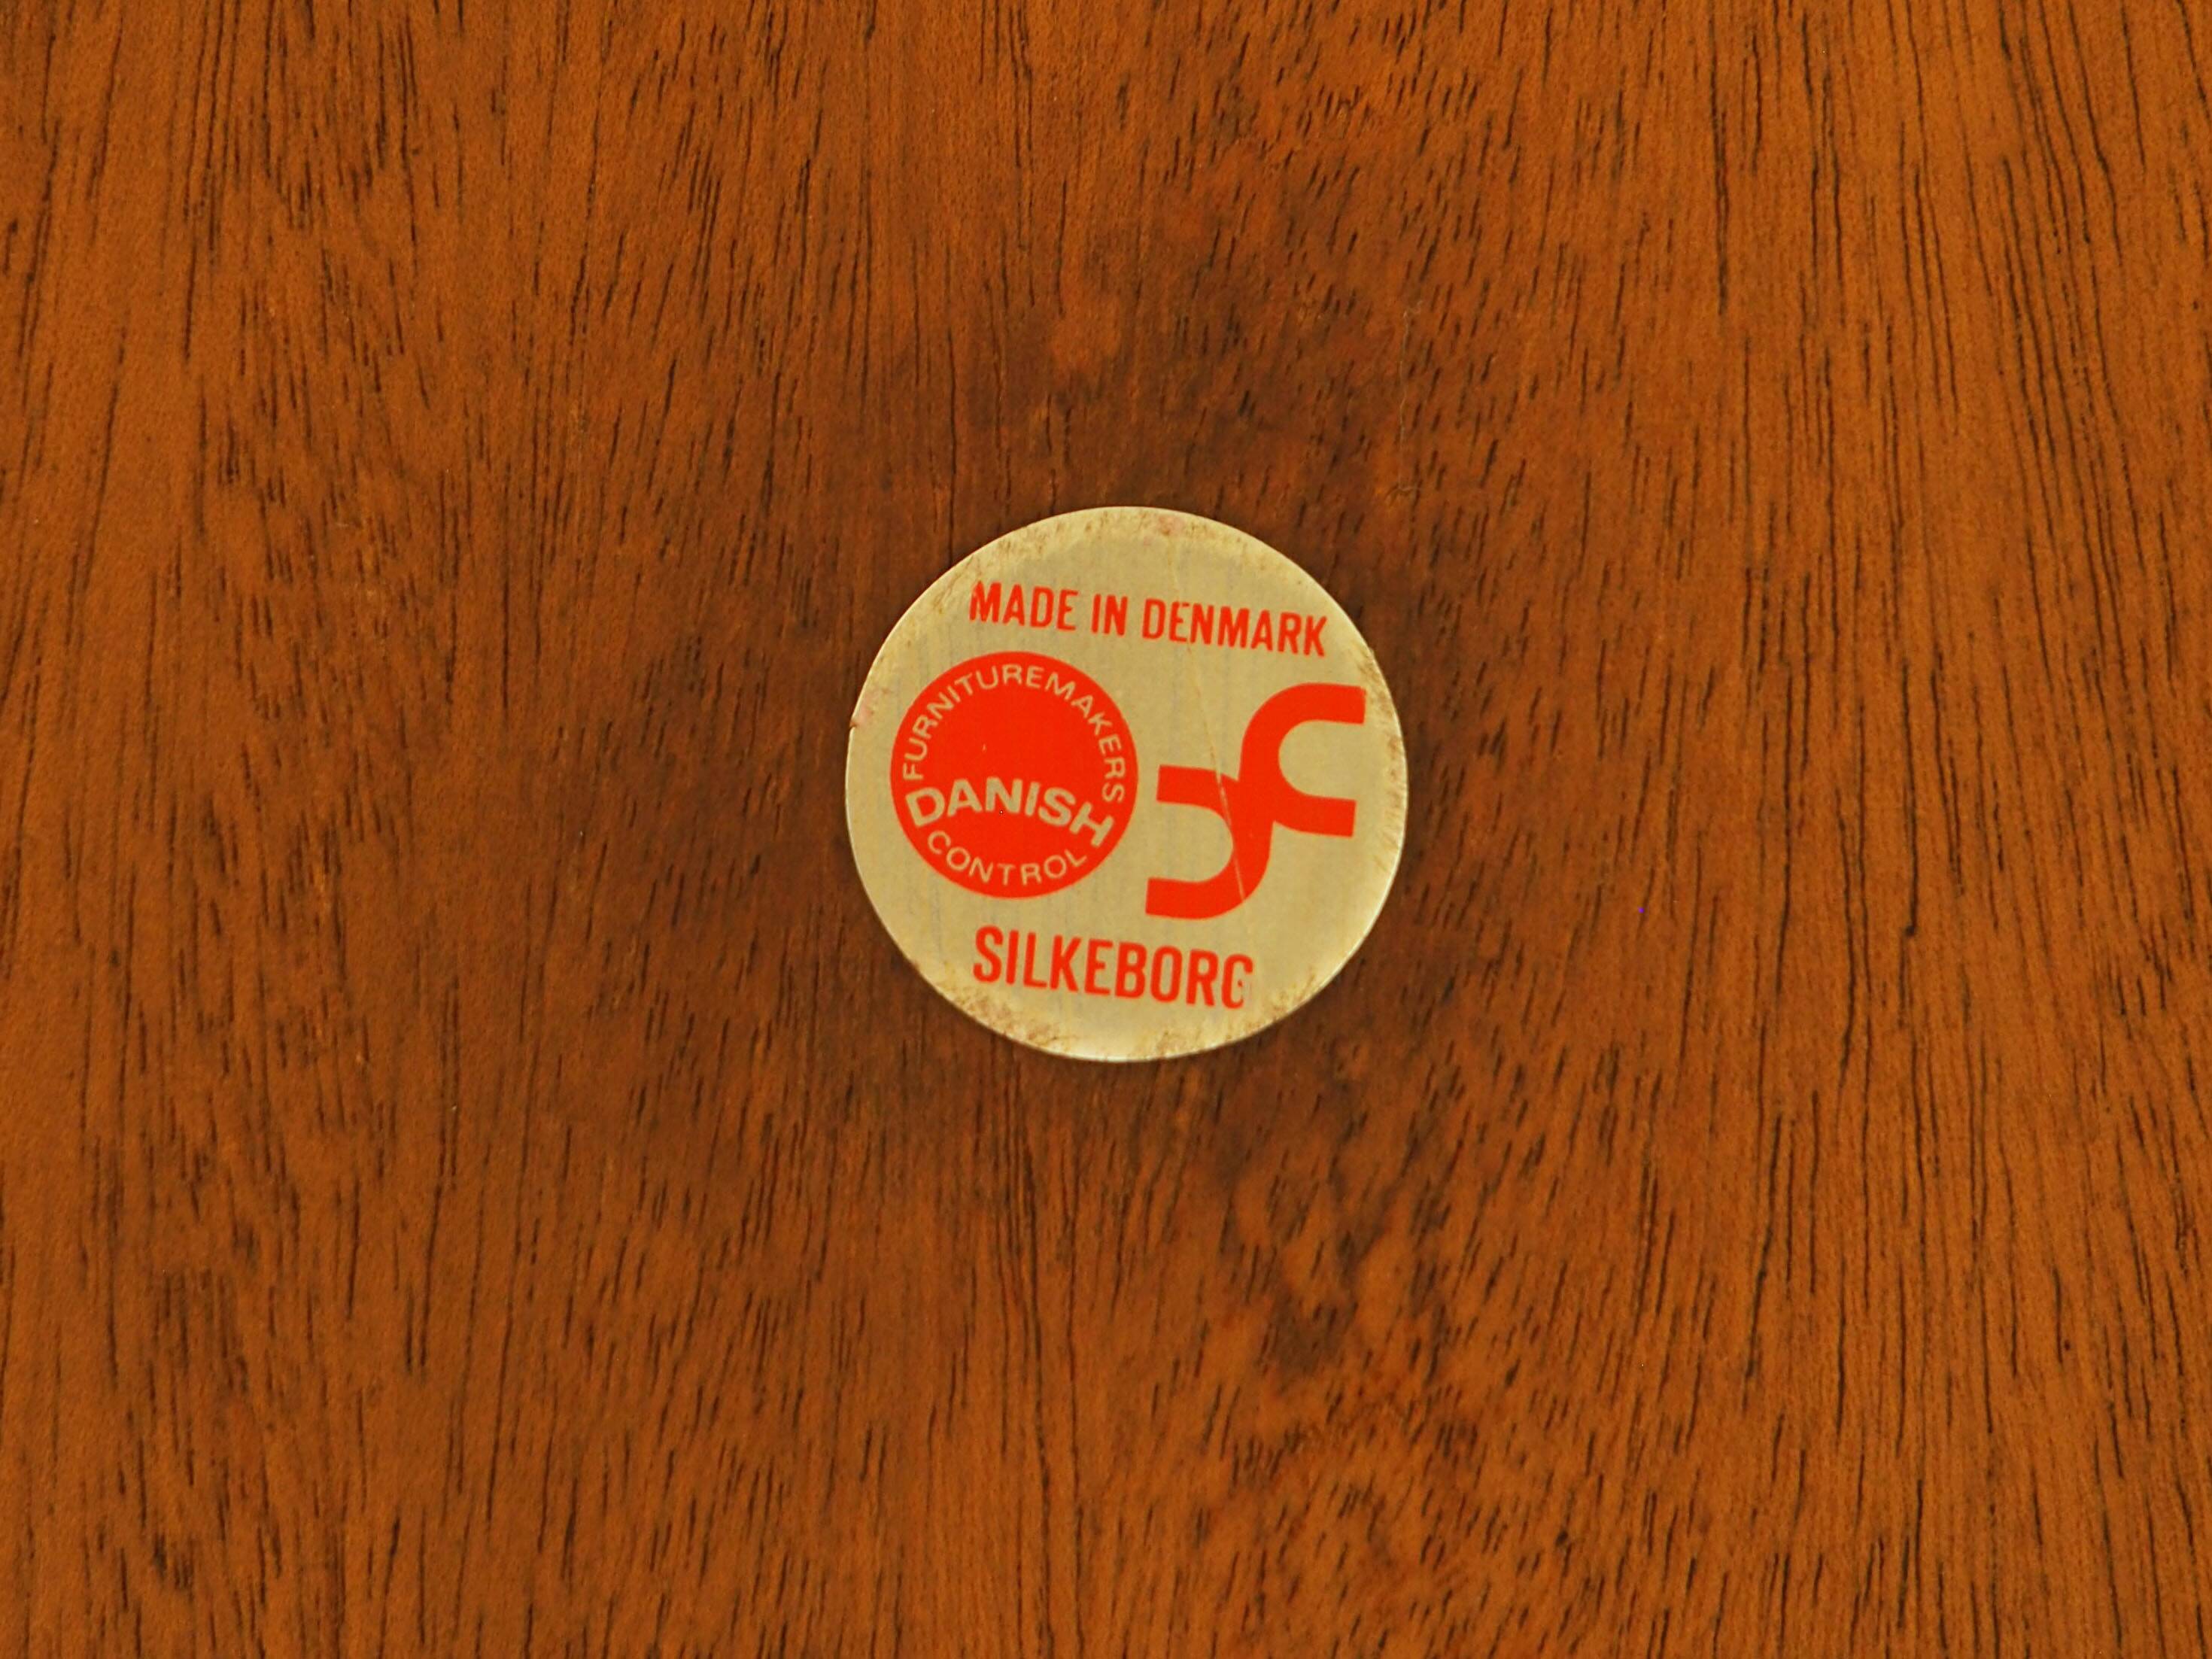 MADE IN DENMARK
FURNITUREMAKERS
DANISH
CONTROL
SILKEBORG